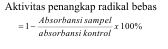 Aktivitas penangkap radikal bebas
= 1 − Absorbansi sampel / absorbansi kontrol x 100%